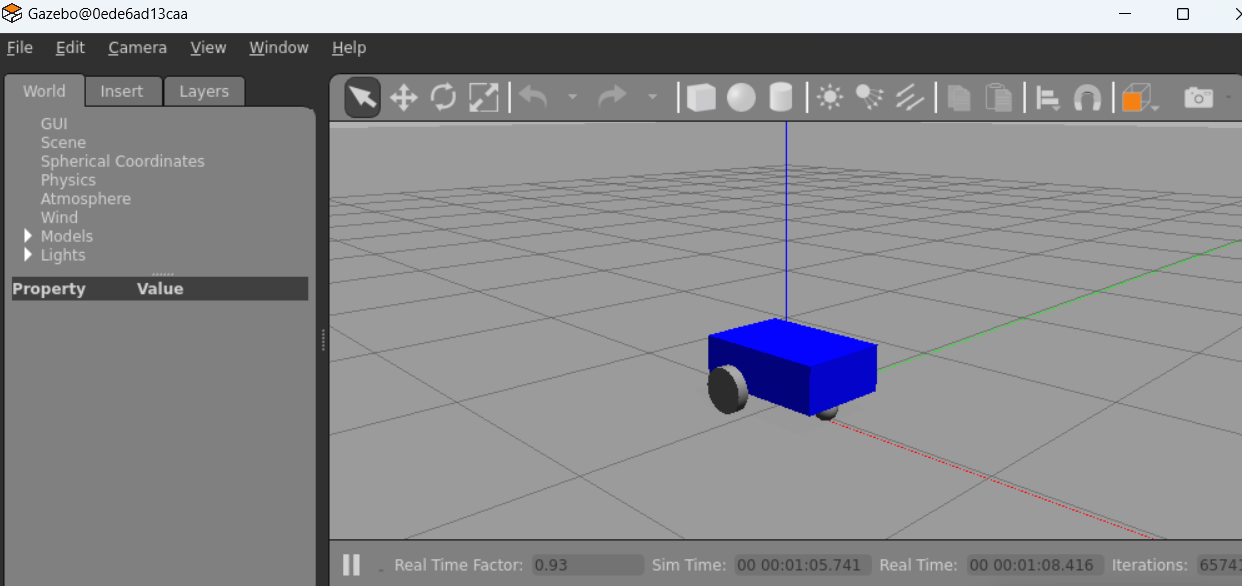 Gazebo@0ede6ad13caa
File Edit Camera View Window Help
World Insert Layers
GUI
Scene
Spherical Coordinates
Physics
Atmosphere
Wind
Models
Lights
Property Value
Real Time Factor: 0.93 Sim Time: 00 00:01:05.741 Real Time: 00 00:01:08.416 Iterations: 65741